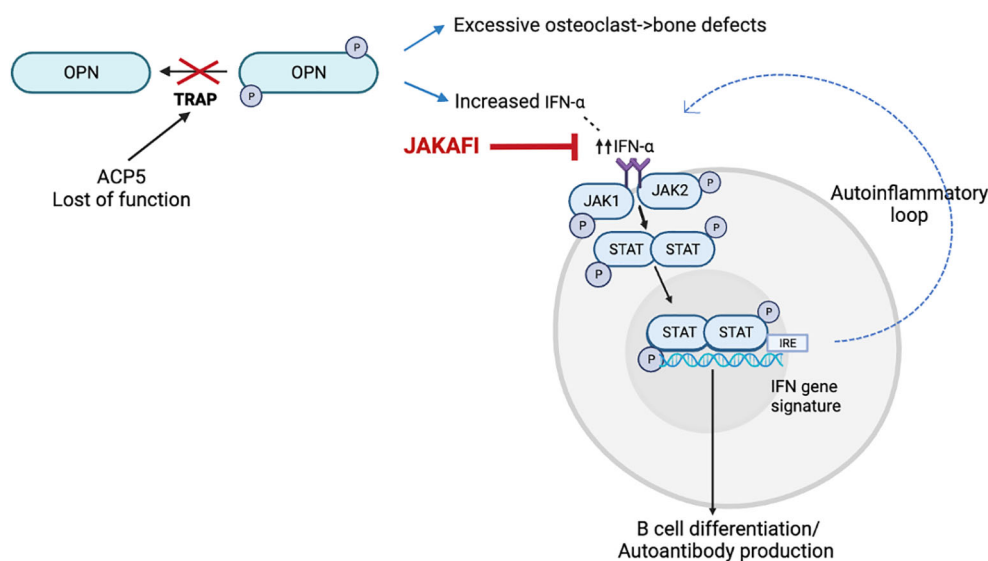 Excessive osteoclast->bone defects
P
OPN
OPN
P
TRAP
Increased IFN-α
JAKAFI
↑↑IFN-α
ACP5
Lost of function
JAK1
JAK2
P
P
Autoinflammatory
loop
STAT
STAT
P
P
STAT
STAT
P
P
IRE
IFN gene
signature
B cell differentiation/
Autoantibody production